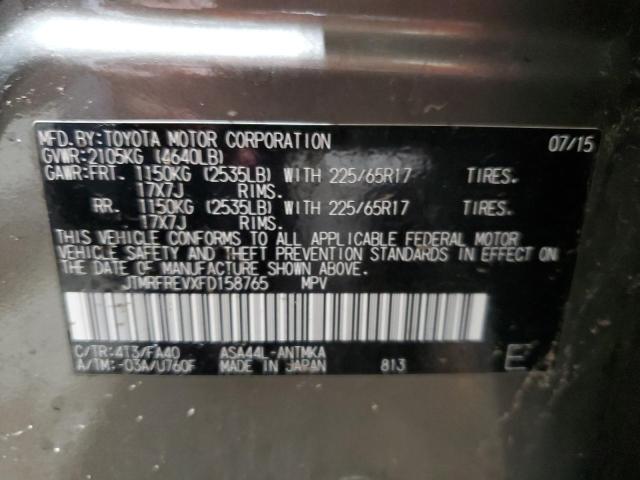 MFD. BY: TOYOTA MOTOR CORPORATION 07/15
GVWR: 2105KG (4640LB)
GAWR: FRT. 1150KG (2535LB) WITH 225/65R17 TIRES.
17X7J RIMS.
RR. 1150KG (2535LB) WITH 225/65R17 TIRES.
17X7J RIMS.
THIS VEHICLE CONFORMS TO ALL APPLICABLE FEDERAL MOTOR
VEHICLE SAFETY AND THEFT PREVENTION STANDARDS IN EFFECT ON
THE DATE OF MANUFACTURE SHOWN ABOVE.
JTMRFREVXFD158765 MPV
C/TR: 4T3/FA40 ASA44L-ANTMKA
A/TM: -03A/U760F MADE IN JAPAN 813 E